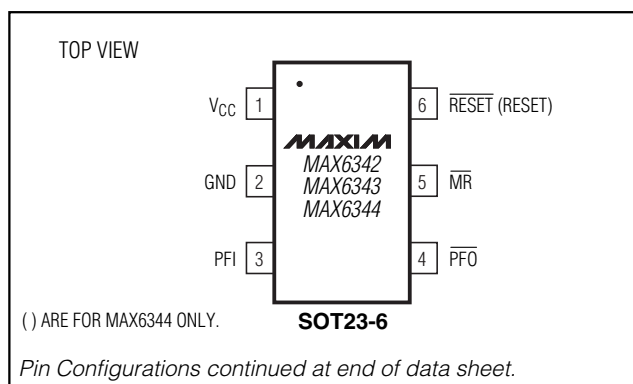 TOP VIEW
VCC 1
6 RESET (RESET)
MAXIM
MAX6342
GND 2
MAX6343
5 MR
MAX6344
PFI 3
4 PFO
( ) ARE FOR MAX6344 ONLY.
SOT23-6
Pin Configurations continued at end of data sheet.